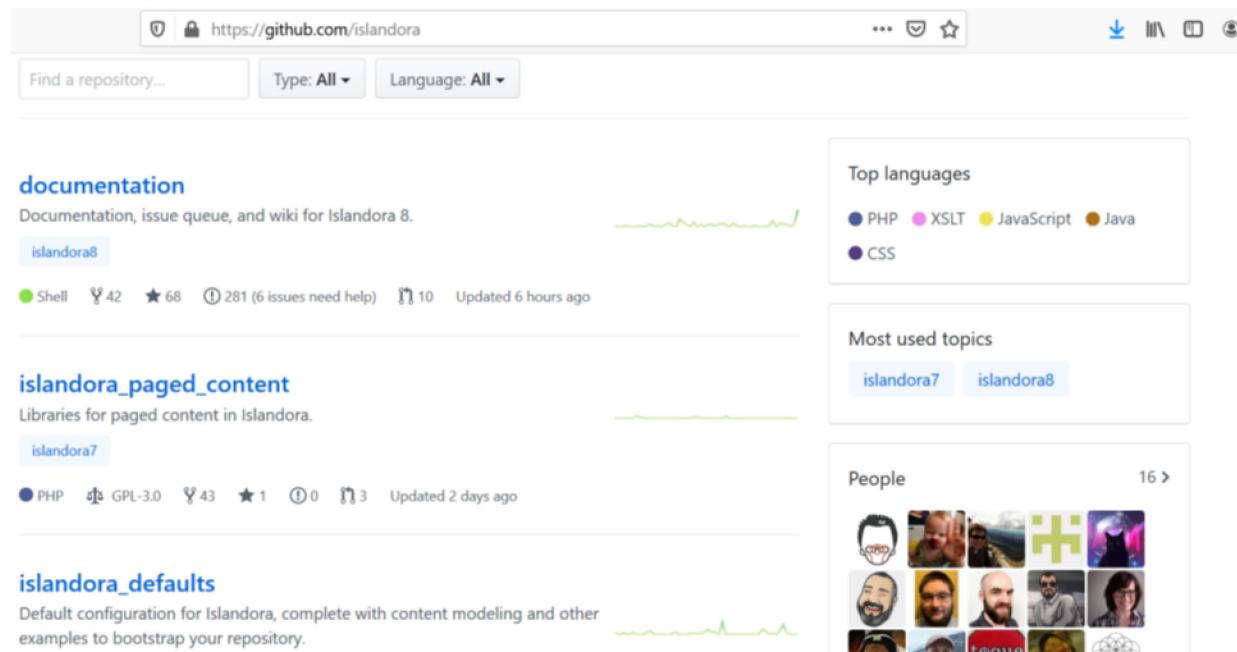 https://github.com/islandora
Find a repository...
Type: All
Language: All
documentation
Documentation, issue queue, and wiki for Islandora 8.
islandora8
Shell 42 68 281 (6 issues need help) 10 Updated 6 hours ago
islandora_paged_content
Libraries for paged content in Islandora.
islandora7
PHP GPL-3.0 43 1 0 3 Updated 2 days ago
islandora_defaults
Default configuration for Islandora, complete with content modeling and other
examples to bootstrap your repository.
Top languages
PHP XSLT JavaScript Java
CSS
Most used topics
islandora7 islandora8
People 16
togue